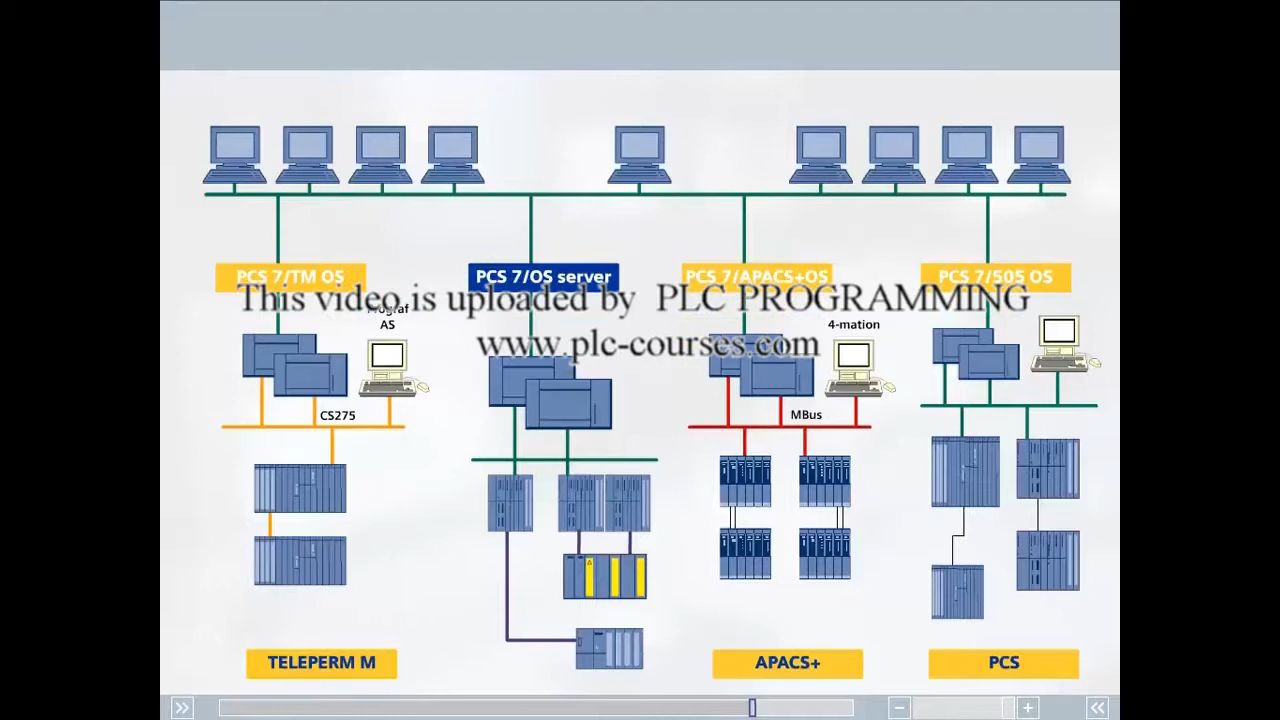 PCS 7/TM OS
PCS 7/OS server
PCS 7/APACS+OS
PCS 7/505 OS
This video is uploaded by PLC PROGRAMMING
www.plc-courses.com
AS
4-mation
CS275
MBus
TELEPERM M
APACS+
PCS